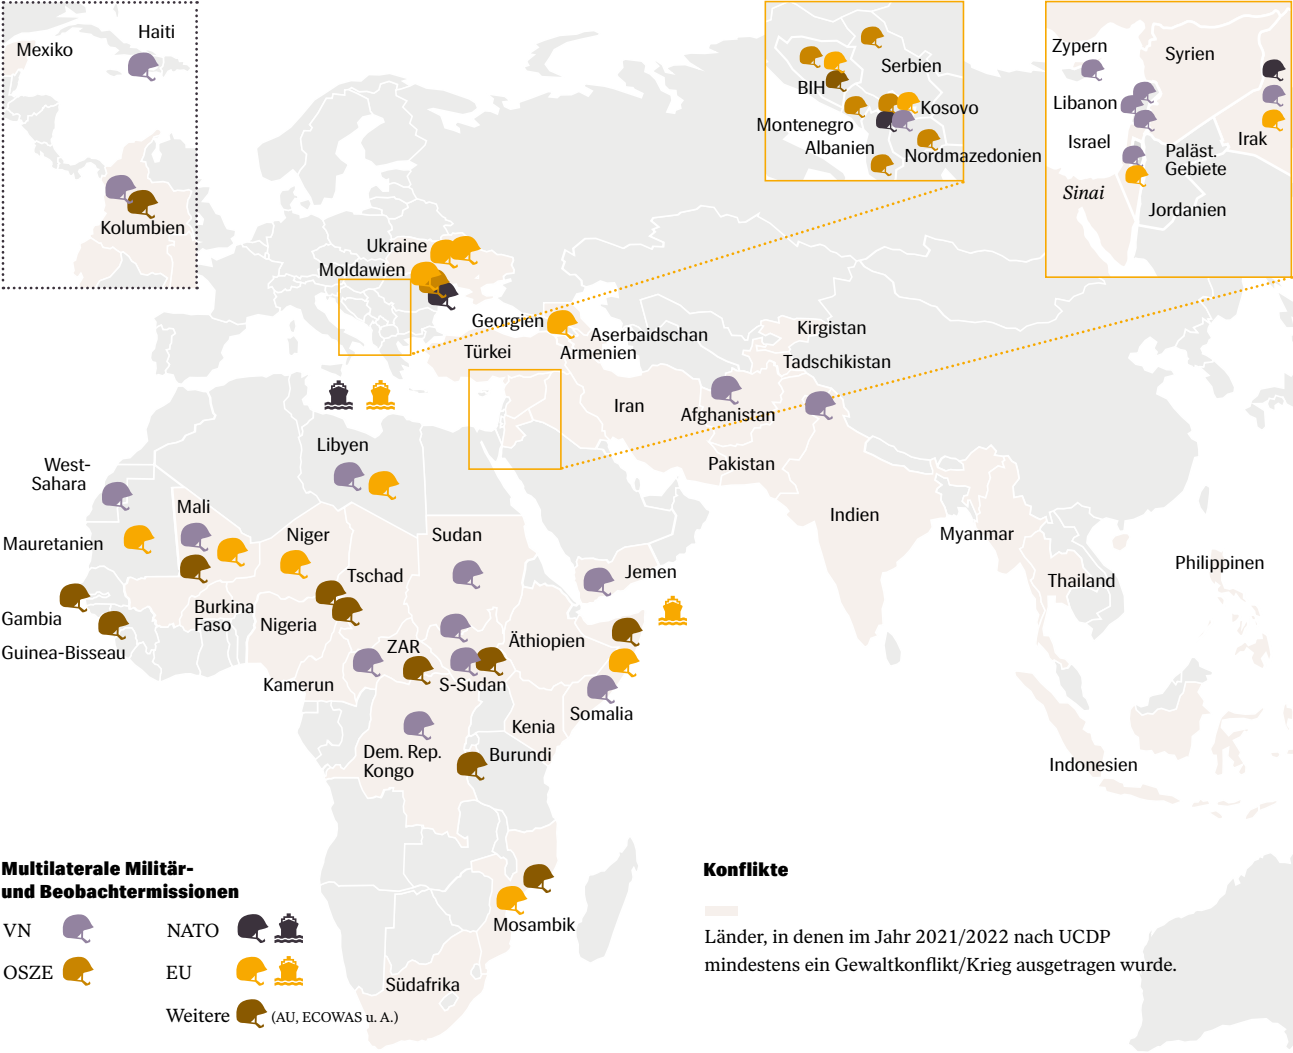 Mexiko
Haiti
Kolumbien
Serbien
BIH
Kosovo
Montenegro
Albanien
Nordmazedonien
Zypern
Syrien
Libanon
Israel
Irak
Paläst.
Gebiete
Sinai
Jordanien
Ukraine
Moldawien
Georgien
Aserbaidschan
Armenien
Türkei
Kirgistan
Tadschikistan
Iran
Afghanistan
Pakistan
Indien
Myanmar
Thailand
Philippinen
Indonesien
Libyen
West-
Sahara
Mali
Mauretanien
Niger
Sudan
Tschad
Jemen
Gambia
Burkina
Faso
Nigeria
Guinea-Bissau
ZAR
Äthiopien
Kamerun
S-Sudan
Somalia
Kenia
Dem. Rep.
Kongo
Burundi
Mosambik
Südafrika
Multilaterale Militär-
und Beobachtermissionen
VN
NATO
OSZE
EU
Weitere (AU, ECOWAS u. A.)
Konflikte
Länder, in denen im Jahr 2021/2022 nach UCDP
mindestens ein Gewaltkonflikt/Krieg ausgetragen wurde.